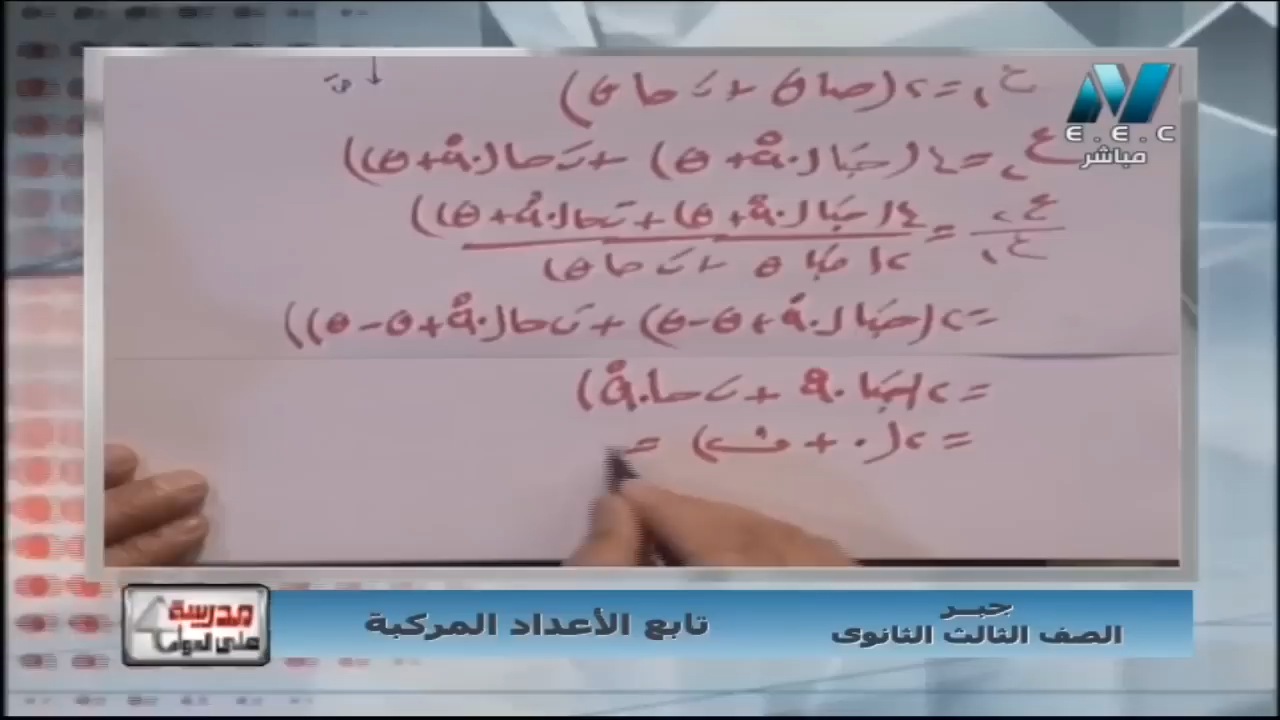 ع١ = ٢(حتا θ + ت حا θ)
ع٢ = ٤(حتا(٩٠° + θ) + ت حا(٩٠° + θ))
ع٢/ع١ = ٤(حتا(٩٠° + θ) + ت حا(٩٠° + θ)) / ٢(حتا θ + ت حا θ)
= ٢(حتا(٩٠° + θ - θ) + ت حا(٩٠° + θ - θ))
= ٢(حتا ٩٠° + ت حا ٩٠°)
= ٢(٠ + ت) =
E.E.C
مباشر
مدرسة على الهواء
تابع الأعداد المركبة
جبر
الصف الثالث الثانوى